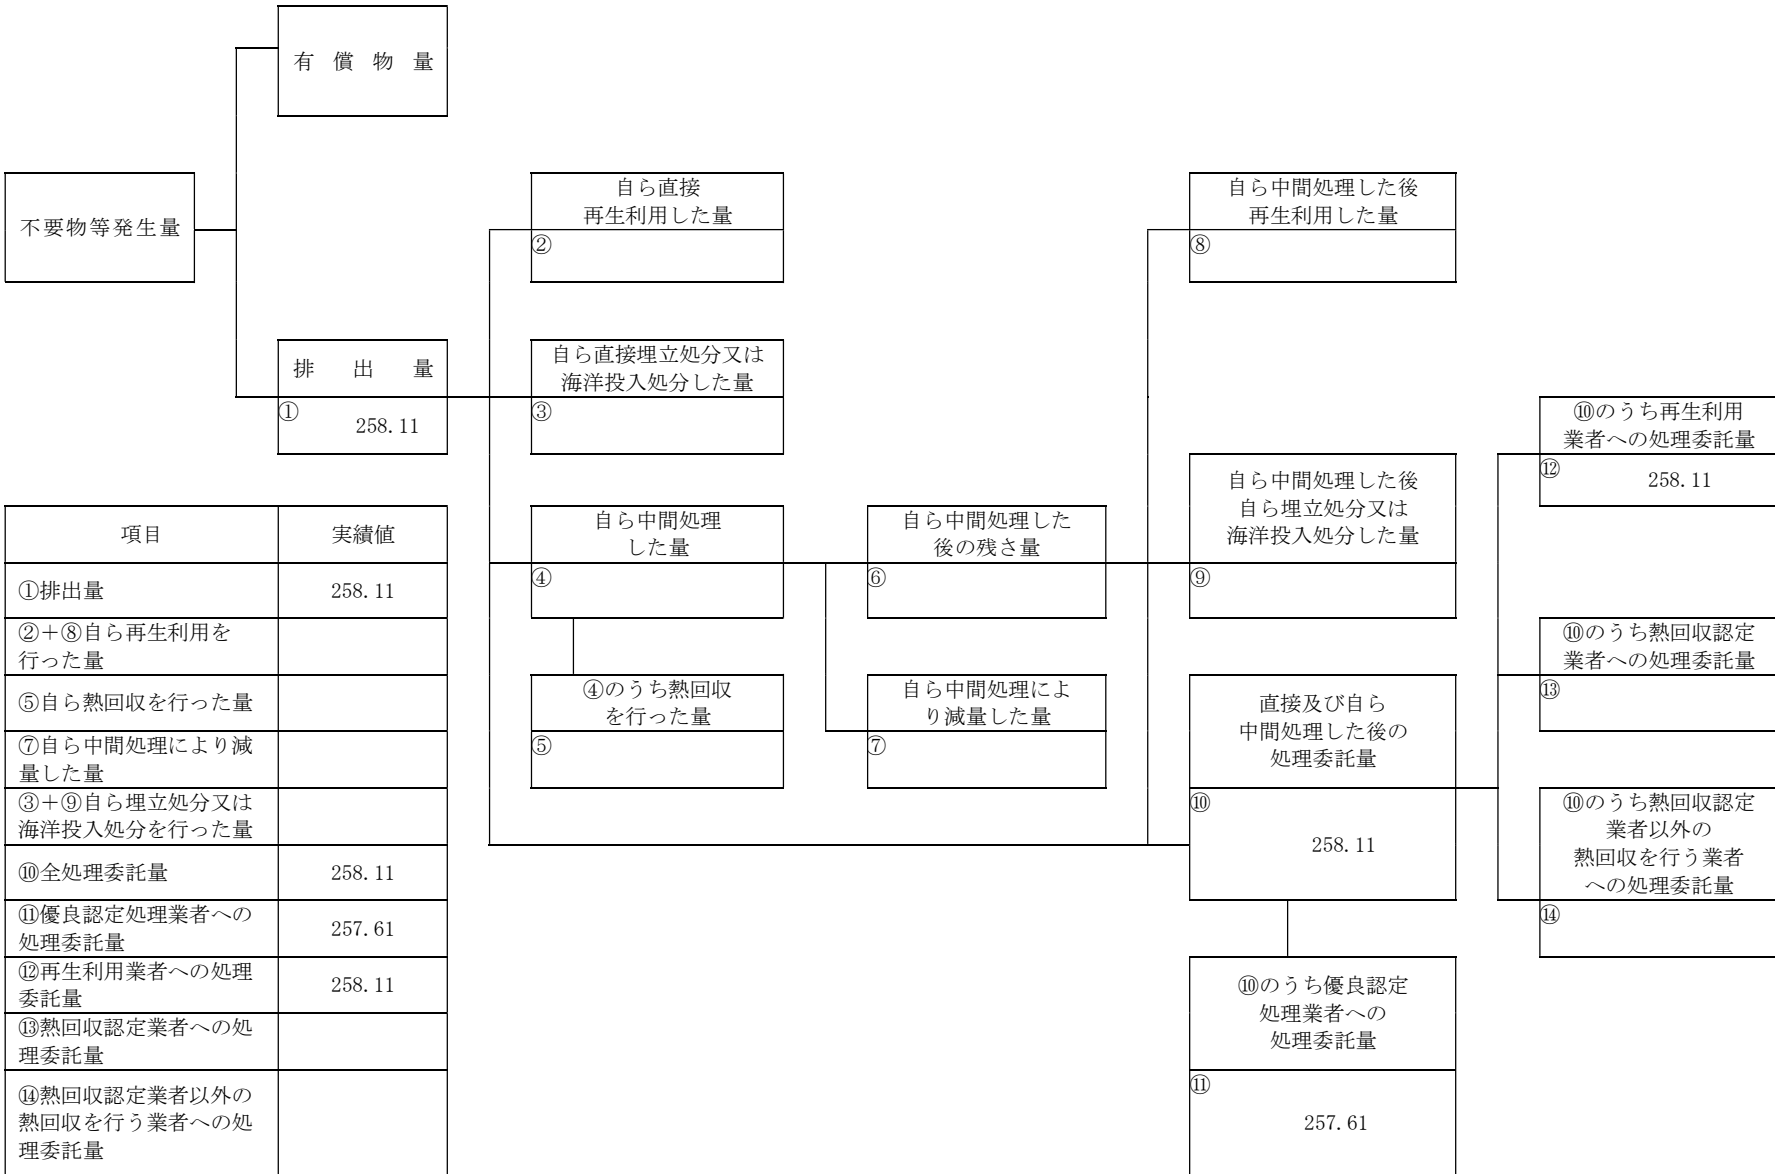 有 償 物 量
不要物等発生量
自ら直接
再生利用した量
②
自ら中間処理した後
再生利用した量
⑧
排 出 量
①
258.11
自ら直接埋立処分又は
海洋投入処分した量
③
⑩のうち再生利用
業者への処理委託量
⑫
258.11
自ら中間処理した後
自ら埋立処分又は
海洋投入処分した量
⑨
自ら中間処理
した量
④
自ら中間処理した
後の残さ量
⑥
⑩のうち熱回収認定
業者への処理委託量
⑬
④のうち熱回収
を行った量
⑤
自ら中間処理によ
り減量した量
⑦
直接及び自ら
中間処理した後の
処理委託量
⑩
258.11
⑩のうち熱回収認定
業者以外の
熱回収を行う業者
への処理委託量
⑭
⑩のうち優良認定
処理業者への
処理委託量
⑪
257.61
項目 実績値
①排出量 258.11
②+⑧自ら再生利用を
行った量
⑤自ら熱回収を行った量
⑦自ら中間処理により減
量した量
③+⑨自ら埋立処分又は
海洋投入処分を行った量
⑩全処理委託量 258.11
⑪優良認定処理業者への
処理委託量
257.61
⑫再生利用業者への処理
委託量
258.11
⑬熱回収認定業者への処
理委託量
⑭熱回収認定業者以外の
熱回収を行う業者への処
理委託量